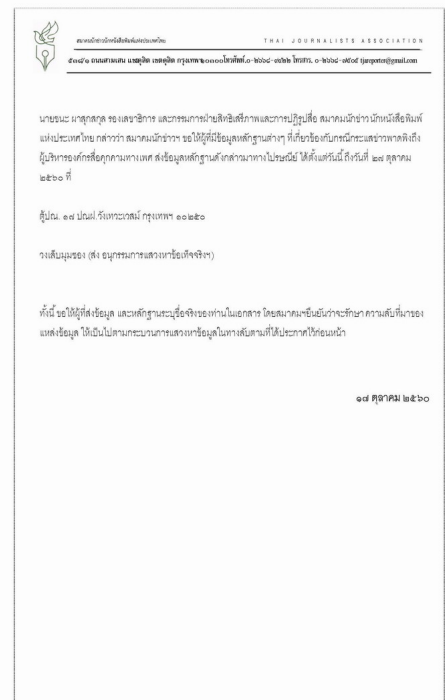 สมาคมนักข่าวนักหนังสือพิมพ์แห่งประเทศไทย THAI JOURNALISTS ASSOCIATION
๕๓๘/๑ ถนนสามเสน แขวงดุสิต เขตดุสิต กรุงเทพฯ ๑๐๓๐๐ โทรศัพท์.๐-๒๖๖๘-๙๔๒๒ โทรสาร. ๐-๒๖๖๘-๗๕๐๕ tjareporter@gmail.com
นายธนะ มาสุกสกุล รองเลขาธิการ และกรรมการฝ่ายสิทธิเสรีภาพและการปฏิรูปสื่อ สมาคมนักข่าว นักหนังสือพิมพ์
แห่งประเทศไทย กล่าวว่า สมาคมนักข่าวฯ ขอให้ผู้ที่มีข้อมูลหลักฐานต่างๆ ที่เกี่ยวข้องกับกรณีกระแสข่าวพาดพิงถึง
ผู้บริหารองค์กรสื่อคุกคามทางเพศ ส่งข้อมูลหลักฐานดังกล่าวมาทางไปรษณีย์ ได้ตั้งแต่วันนี้ ถึงวันที่ ๒๗ ตุลาคม
๒๕๖๐ ที่
ตู้ปณ. ๑๗ ปณฝ.วังเทวะเวสม์ กรุงเทพฯ ๑๐๒๕๐
วงเล็บมุมซอง (ส่ง อนุกรรมการแสวงหาข้อเท็จจริงฯ)
ทั้งนี้ ขอให้ผู้ที่ส่งข้อมูล และหลักฐานระบุชื่อจริงของท่านในเอกสาร โดยสมาคมฯยืนยันว่าจะรักษา ความลับที่มาของ
แหล่งข้อมูล ให้เป็นไปตามกระบวนการแสวงหาข้อมูลในทางลับตามที่ได้ประกาศไว้ก่อนหน้า
๑๗ ตุลาคม ๒๕๖๐